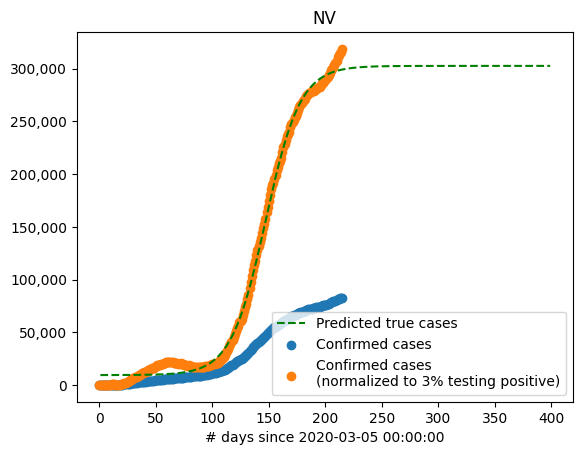 NV
300,000
250,000
200,000
150,000
100,000
50,000
0
Predicted true cases
Confirmed cases
Confirmed cases
(normalized to 3% testing positive)
0 50 100 150 200 250 300 350 400
# days since 2020-03-05 00:00:00